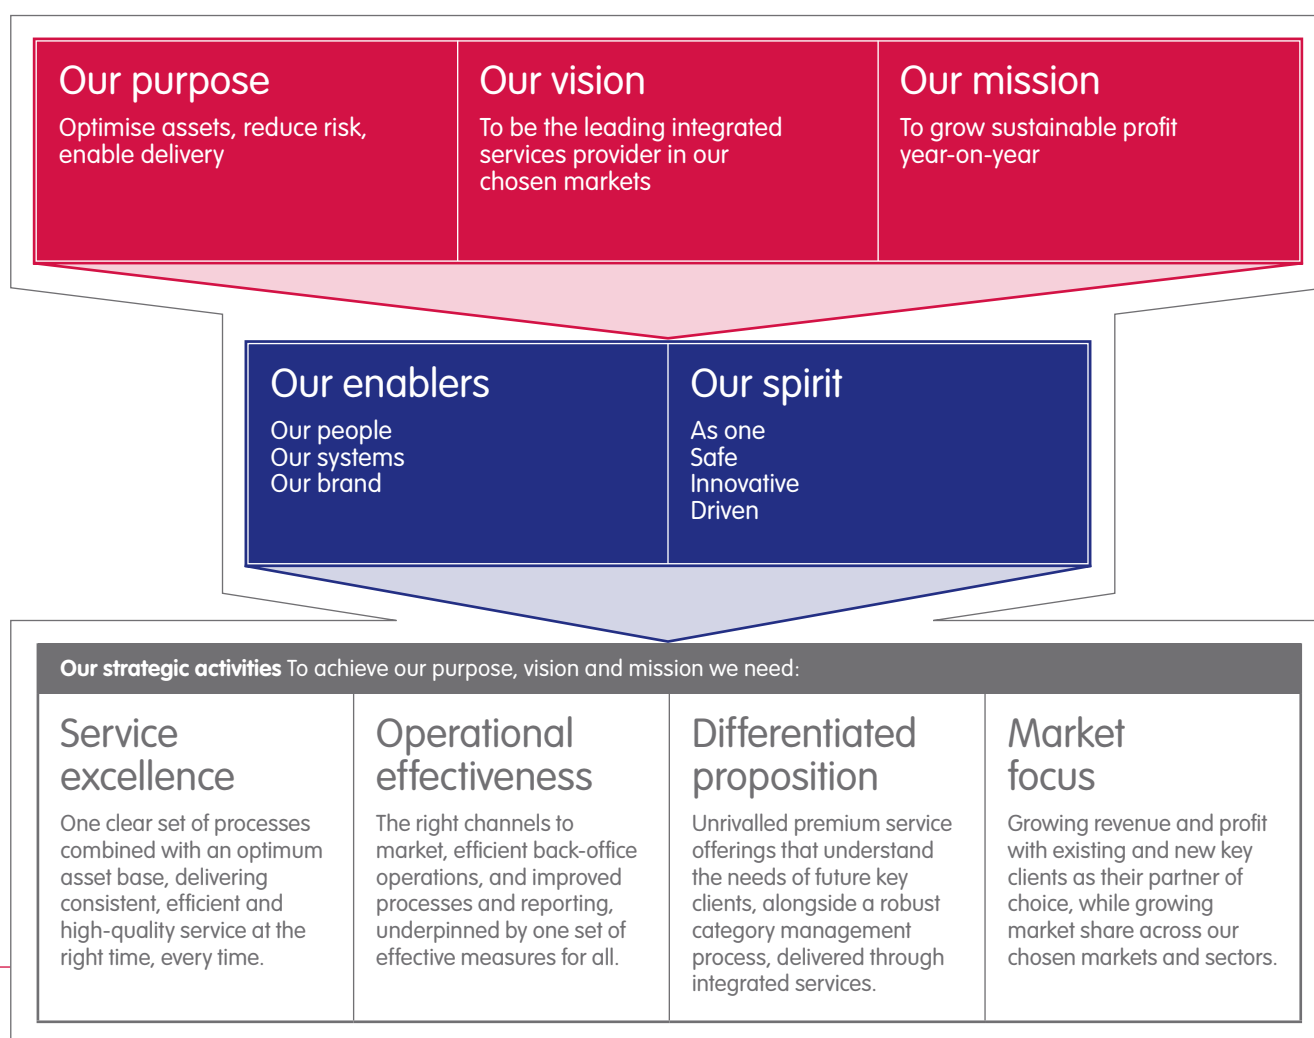 Our purpose
Optimise assets, reduce risk,
enable delivery
Our vision
To be the leading integrated
services provider in our
chosen markets
Our mission
To grow sustainable profit
year-on-year
Our enablers
Our people
Our systems
Our brand
Our spirit
As one
Safe
Innovative
Driven
Our strategic activities To achieve our purpose, vision and mission we need:
Service
excellence
One clear set of processes
combined with an optimum
asset base, delivering
consistent, efficient and
high-quality service at the
right time, every time.
Operational
effectiveness
The right channels to
market, efficient back-office
operations, and improved
processes and reporting,
underpinned by one set of
effective measures for all.
Differentiated
proposition
Unrivalled premium service
offerings that understand
the needs of future key
clients, alongside a robust
category management
process, delivered through
integrated services.
Market
focus
Growing revenue and profit
with existing and new key
clients as their partner of
choice, while growing
market share across our
chosen markets and sectors.